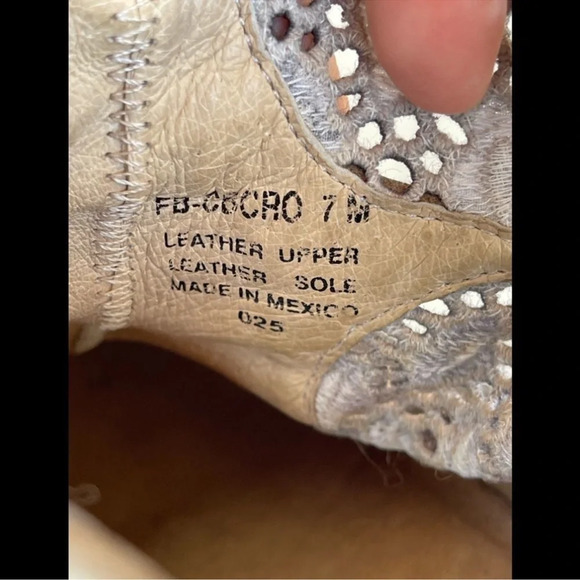 FB-C6CRO 7 M
LEATHER UPPER
LEATHER SOLE
MADE IN MEXICO
025